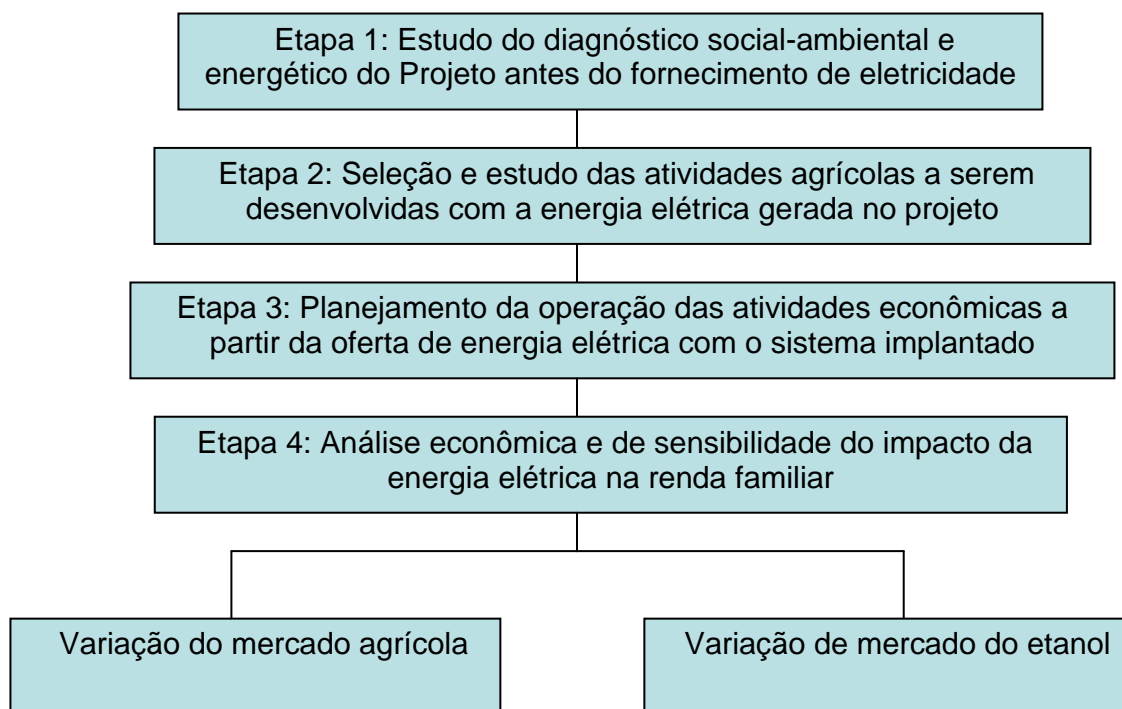 Etapa 1: Estudo do diagnóstico social-ambiental e
energético do Projeto antes do fornecimento de eletricidade
Etapa 2: Seleção e estudo das atividades agrícolas a serem
desenvolvidas com a energia elétrica gerada no projeto
Etapa 3: Planejamento da operação das atividades econômicas a
partir da oferta de energia elétrica com o sistema implantado
Etapa 4: Análise econômica e de sensibilidade do impacto da
energia elétrica na renda familiar
Variação do mercado agrícola
Variação de mercado do etanol